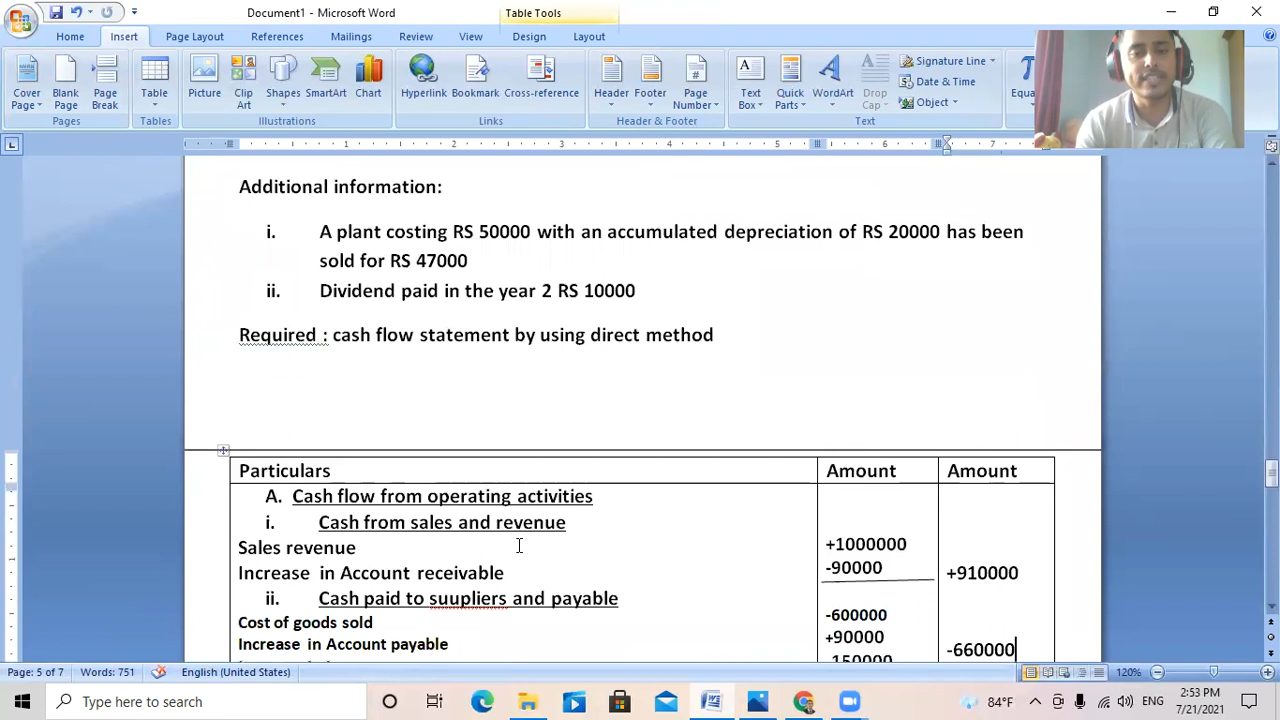 Document1 - Microsoft Word
Table Tools
Home Insert Page Layout References Mailings Review View Design Layout
Cover Page
Blank Page
Page Break
Table
Picture
Clip Art
Shapes
SmartArt
Chart
Hyperlink
Bookmark
Cross-reference
Header
Footer
Page Number
Text Box
Quick Parts
WordArt
Drop Cap
Signature Line
Date & Time
Object
Pages
Tables
Illustrations
Links
Header & Footer
Text
Additional information:
i. A plant costing RS 50000 with an accumulated depreciation of RS 20000 has been
sold for RS 47000
ii. Dividend paid in the year 2 RS 10000
Required : cash flow statement by using direct method
Particulars Amount Amount
A. Cash flow from operating activities
i. Cash from sales and revenue
Sales revenue +1000000
Increase in Account receivable -90000 +910000
ii. Cash paid to suupliers and payable
Cost of goods sold -600000
Increase in Account payable +90000 -660000
-150000
Page: 5 of 7 Words: 751 English (United States) 120%
Type here to search
84°F
ENG
2:53 PM
7/21/2021